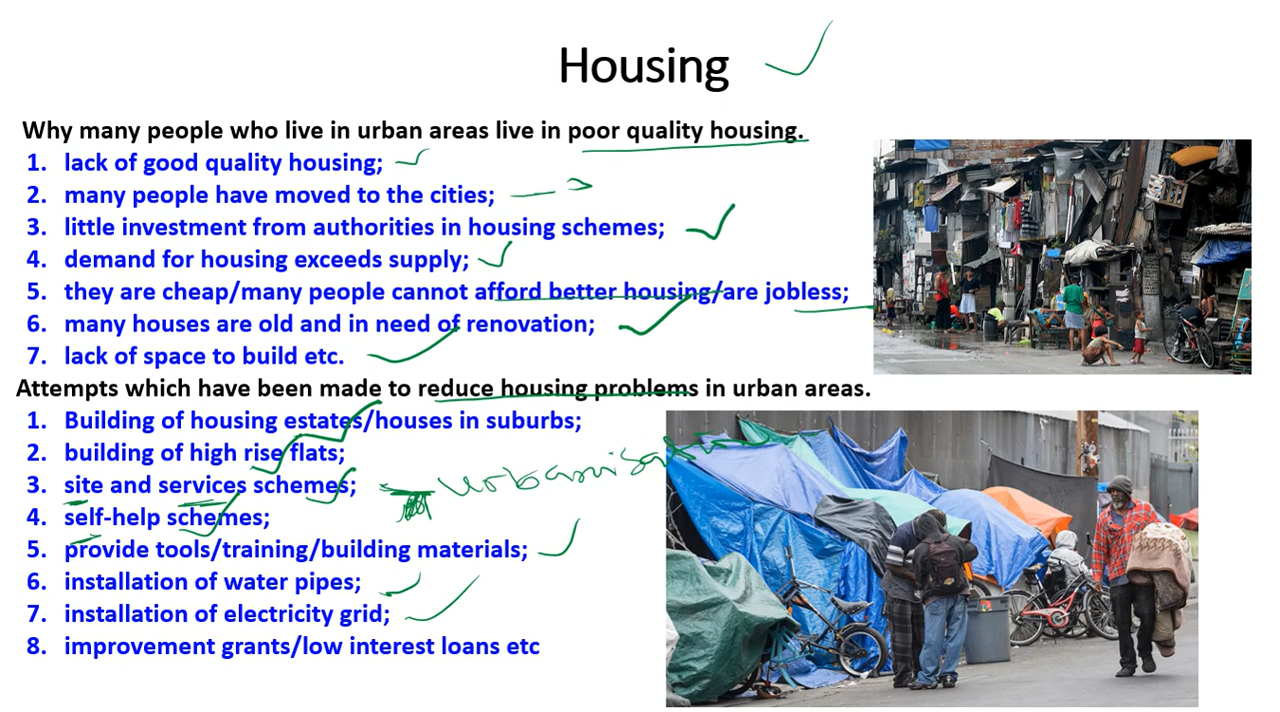 Housing
Why many people who live in urban areas live in poor quality housing.
1. lack of good quality housing;
2. many people have moved to the cities;
3. little investment from authorities in housing schemes;
4. demand for housing exceeds supply;
5. they are cheap/many people cannot afford better housing/are jobless;
6. many houses are old and in need of renovation;
7. lack of space to build etc.
Attempts which have been made to reduce housing problems in urban areas.
1. Building of housing estates/houses in suburbs;
2. building of high rise flats;
3. site and services schemes;
urbanisation
4. self-help schemes;
5. provide tools/training/building materials;
6. installation of water pipes;
7. installation of electricity grid;
8. improvement grants/low interest loans etc